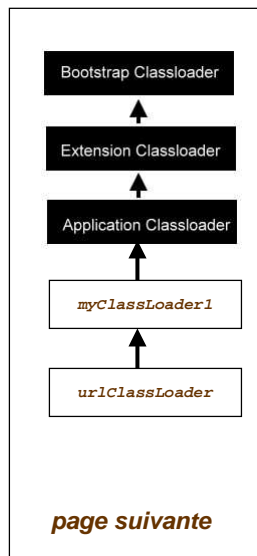 Bootstrap Classloader
Extension Classloader
Application Classloader
myClassLoader1
urlClassLoader
page suivante